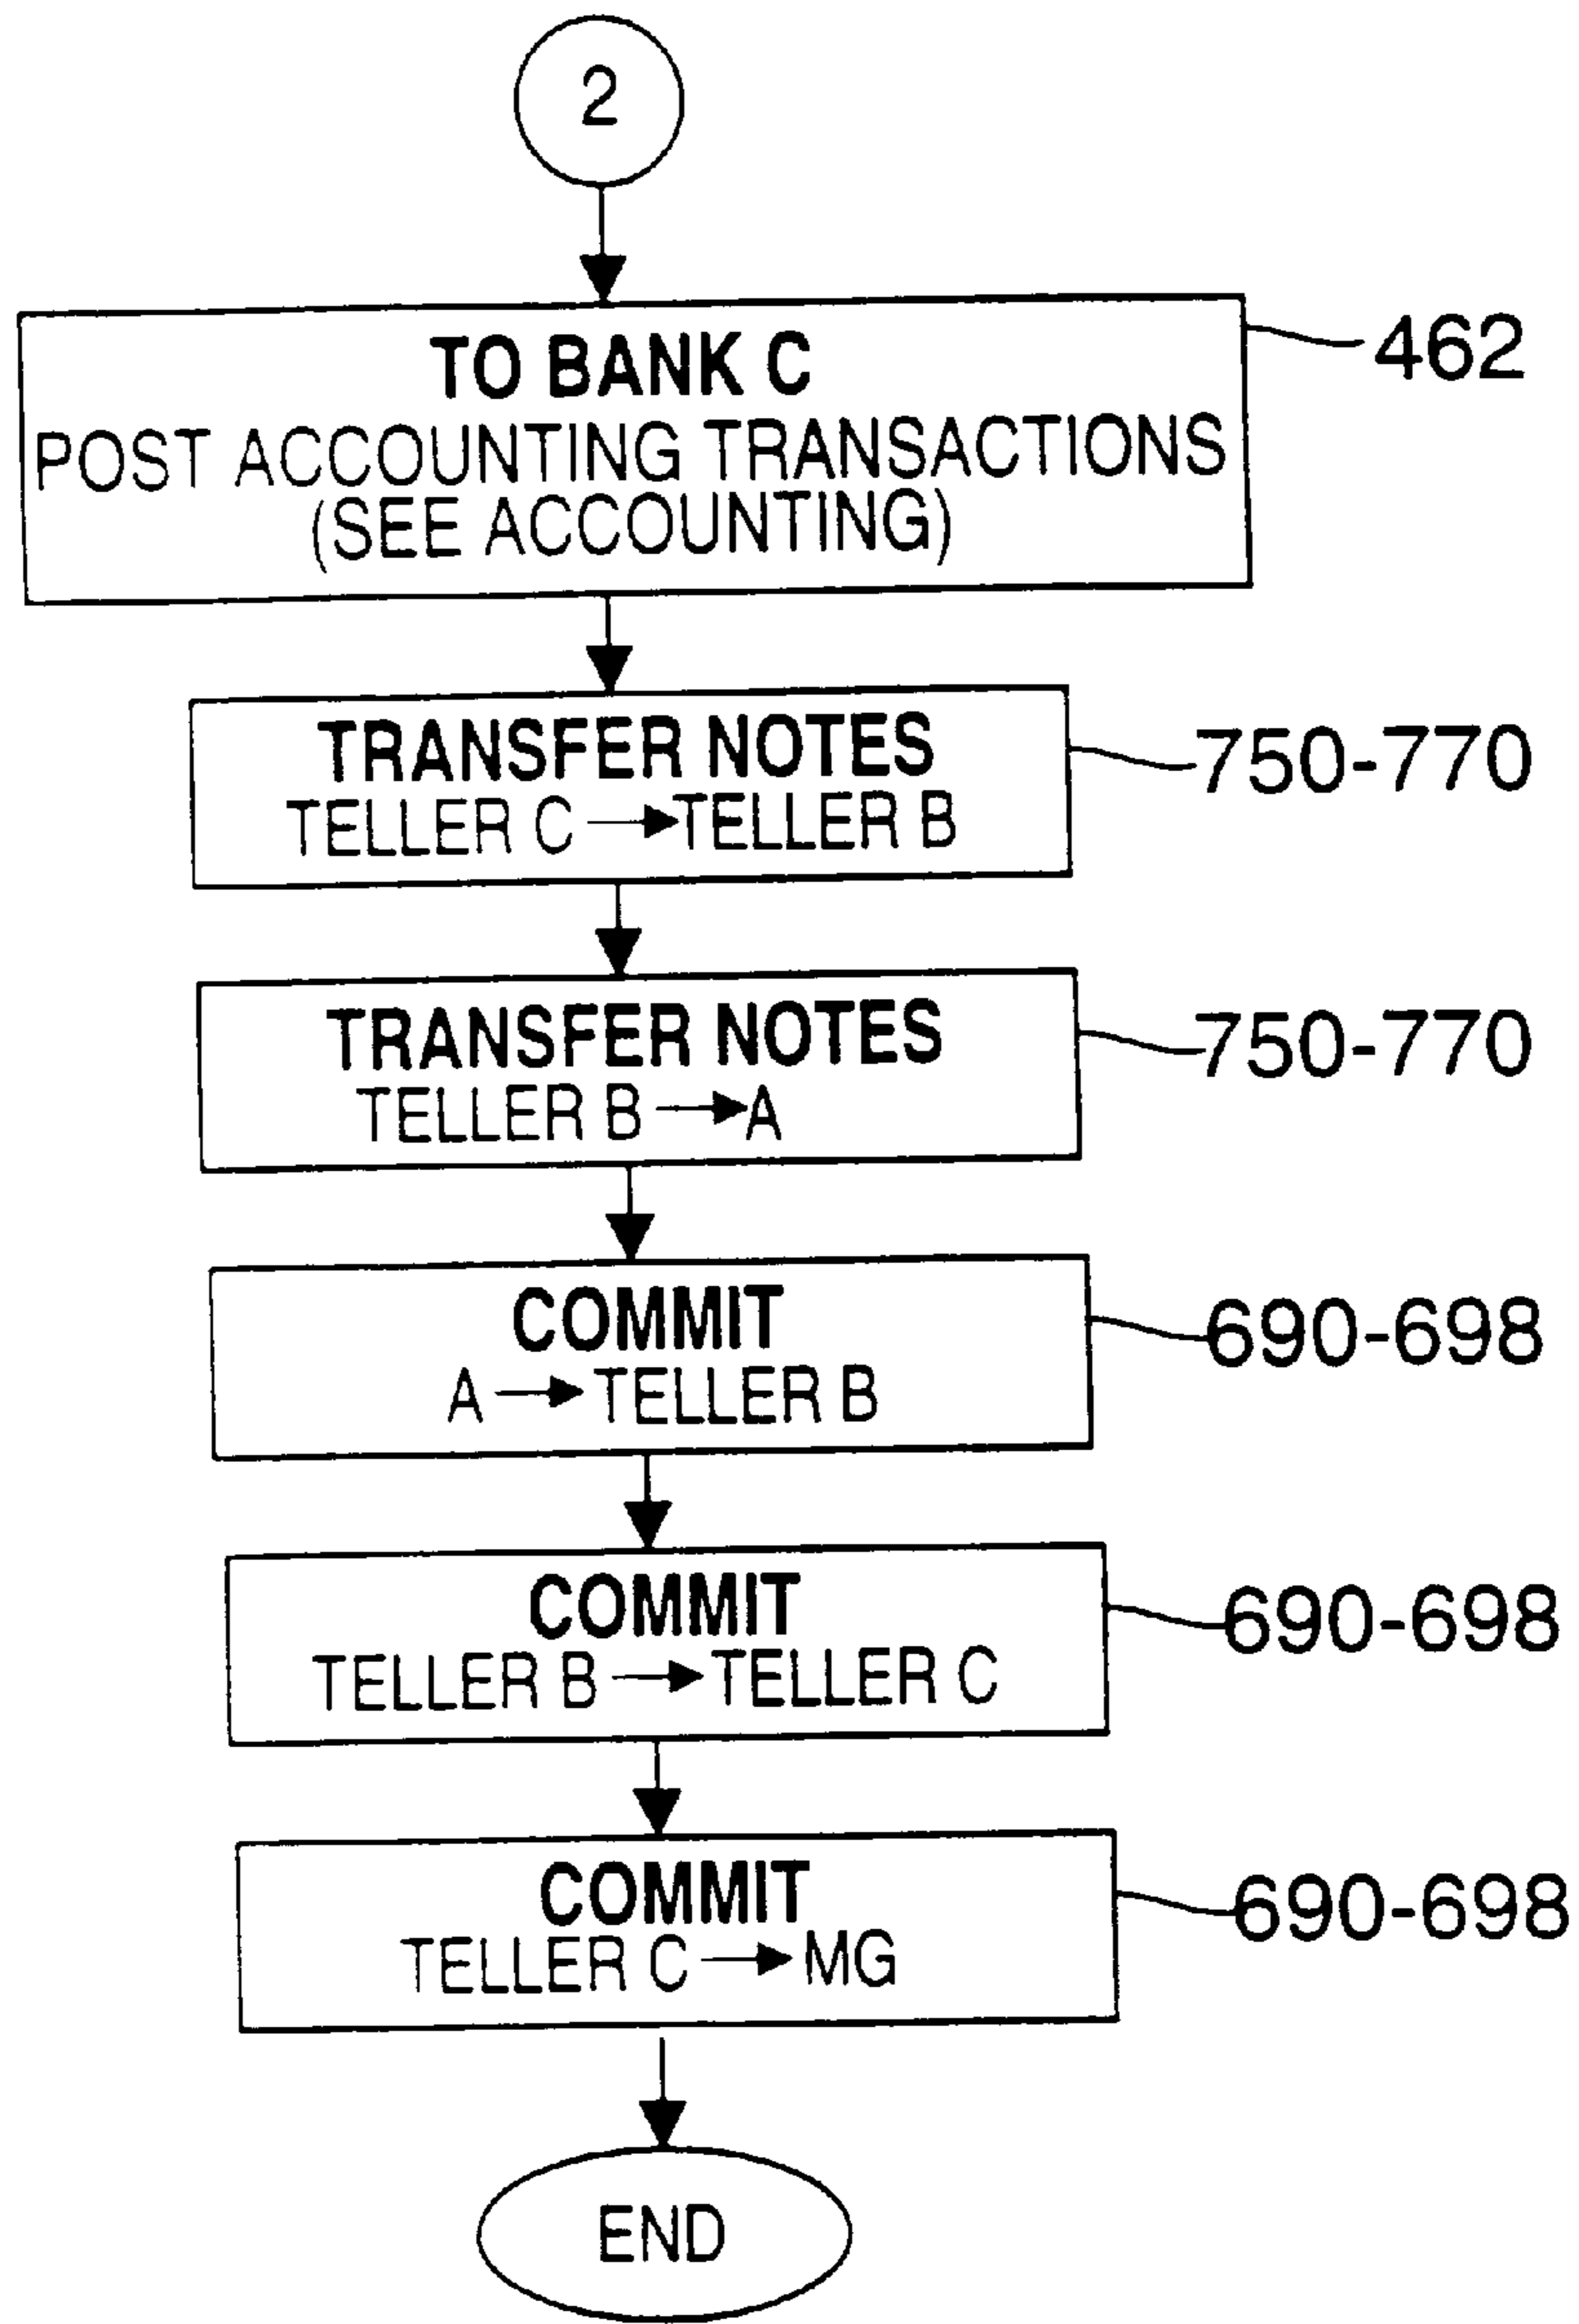 2
TO BANK C
462
POST ACCOUNTING TRANSACTIONS
(SEE ACCOUNTING)
TRANSFER NOTES
750-770
TELLER C → TELLER B
TRANSFER NOTES
750-770
TELLER B → A
COMMIT
690-698
A → TELLER B
COMMIT
690-698
TELLER B → TELLER C
COMMIT
690-698
TELLER C → MG
END